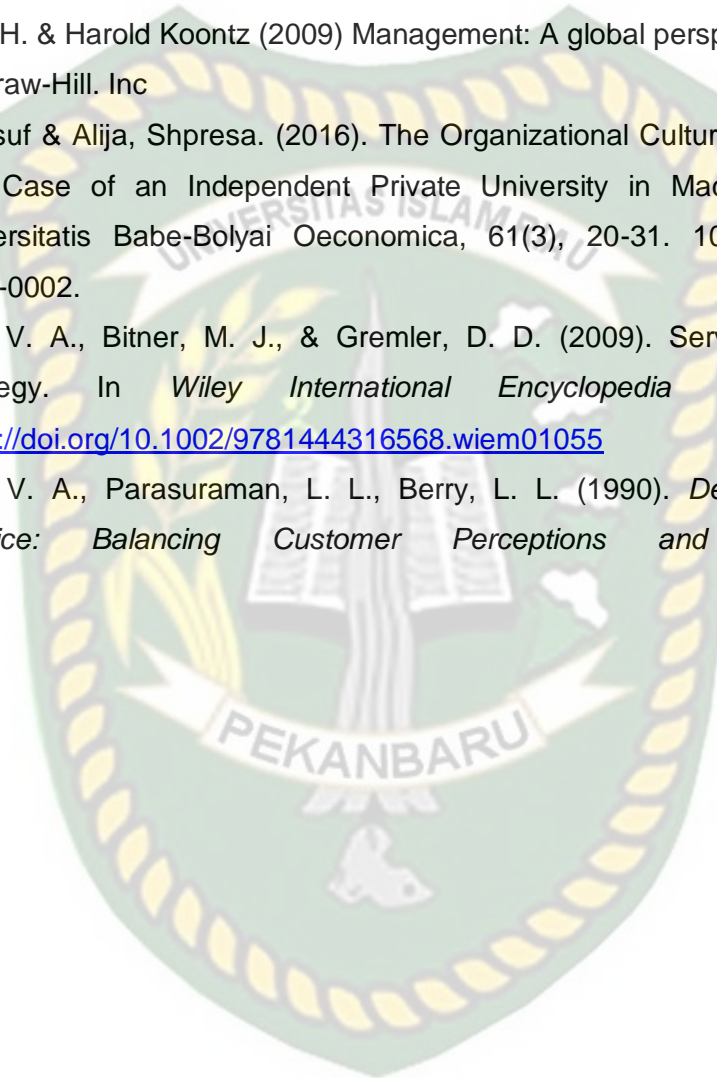 H. & Harold Koontz (2009) Management: A global persp
raw-Hill. Inc
suf & Alija, Shpresa. (2016). The Organizational Cultur
Case of an Independent Private University in Mac
ersitatis Babe-Bolyai Oeconomica, 61(3), 20-31. 10
-0002.
V. A., Bitner, M. J., & Gremler, D. D. (2009). Serv
egy. In Wiley International Encyclopedia
://doi.org/10.1002/9781444316568.wiem01055
V. A., Parasuraman, L. L., Berry, L. L. (1990). De
ice: Balancing Customer Perceptions and
UNIVERSITAS ISLAM RIAU
PEKANBARU